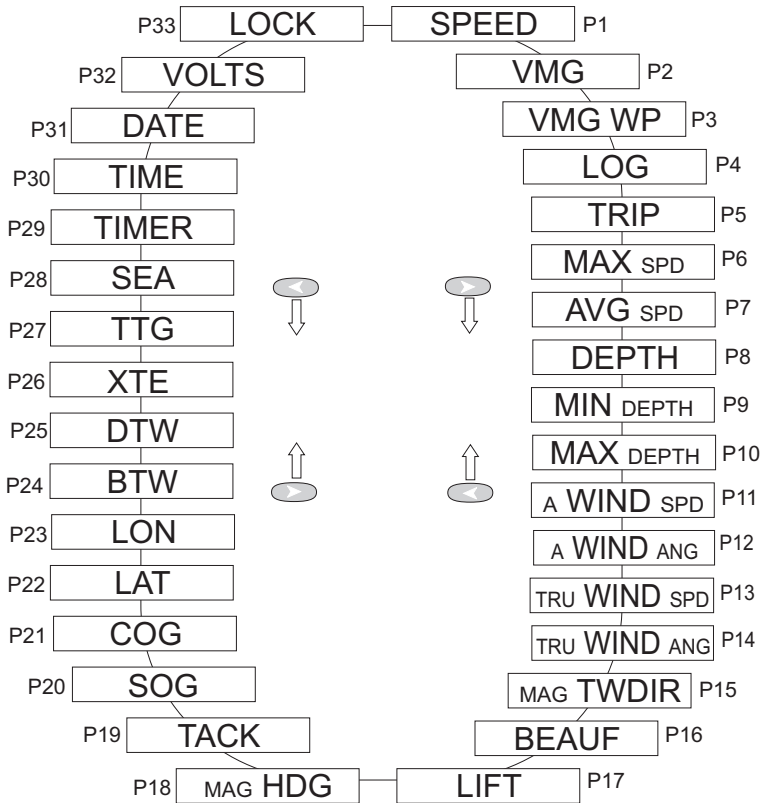 P33 LOCK SPEED P1
P32 VOLTS VMG P2
P31 DATE VMG WP P3
P30 TIME LOG P4
P29 TIMER TRIP P5
P28 SEA MAX SPD P6
P27 TTG AVG SPD P7
P26 XTE DEPTH P8
P25 DTW MIN DEPTH P9
P24 BTW MAX DEPTH P10
P23 LON A WIND SPD P11
P22 LAT A WIND ANG P12
P21 COG TRU WIND SPD P13
P20 SOG TRU WIND ANG P14
P19 TACK MAG TWDIR P15
P18 MAG HDG BEAUF P16
LIFT P17